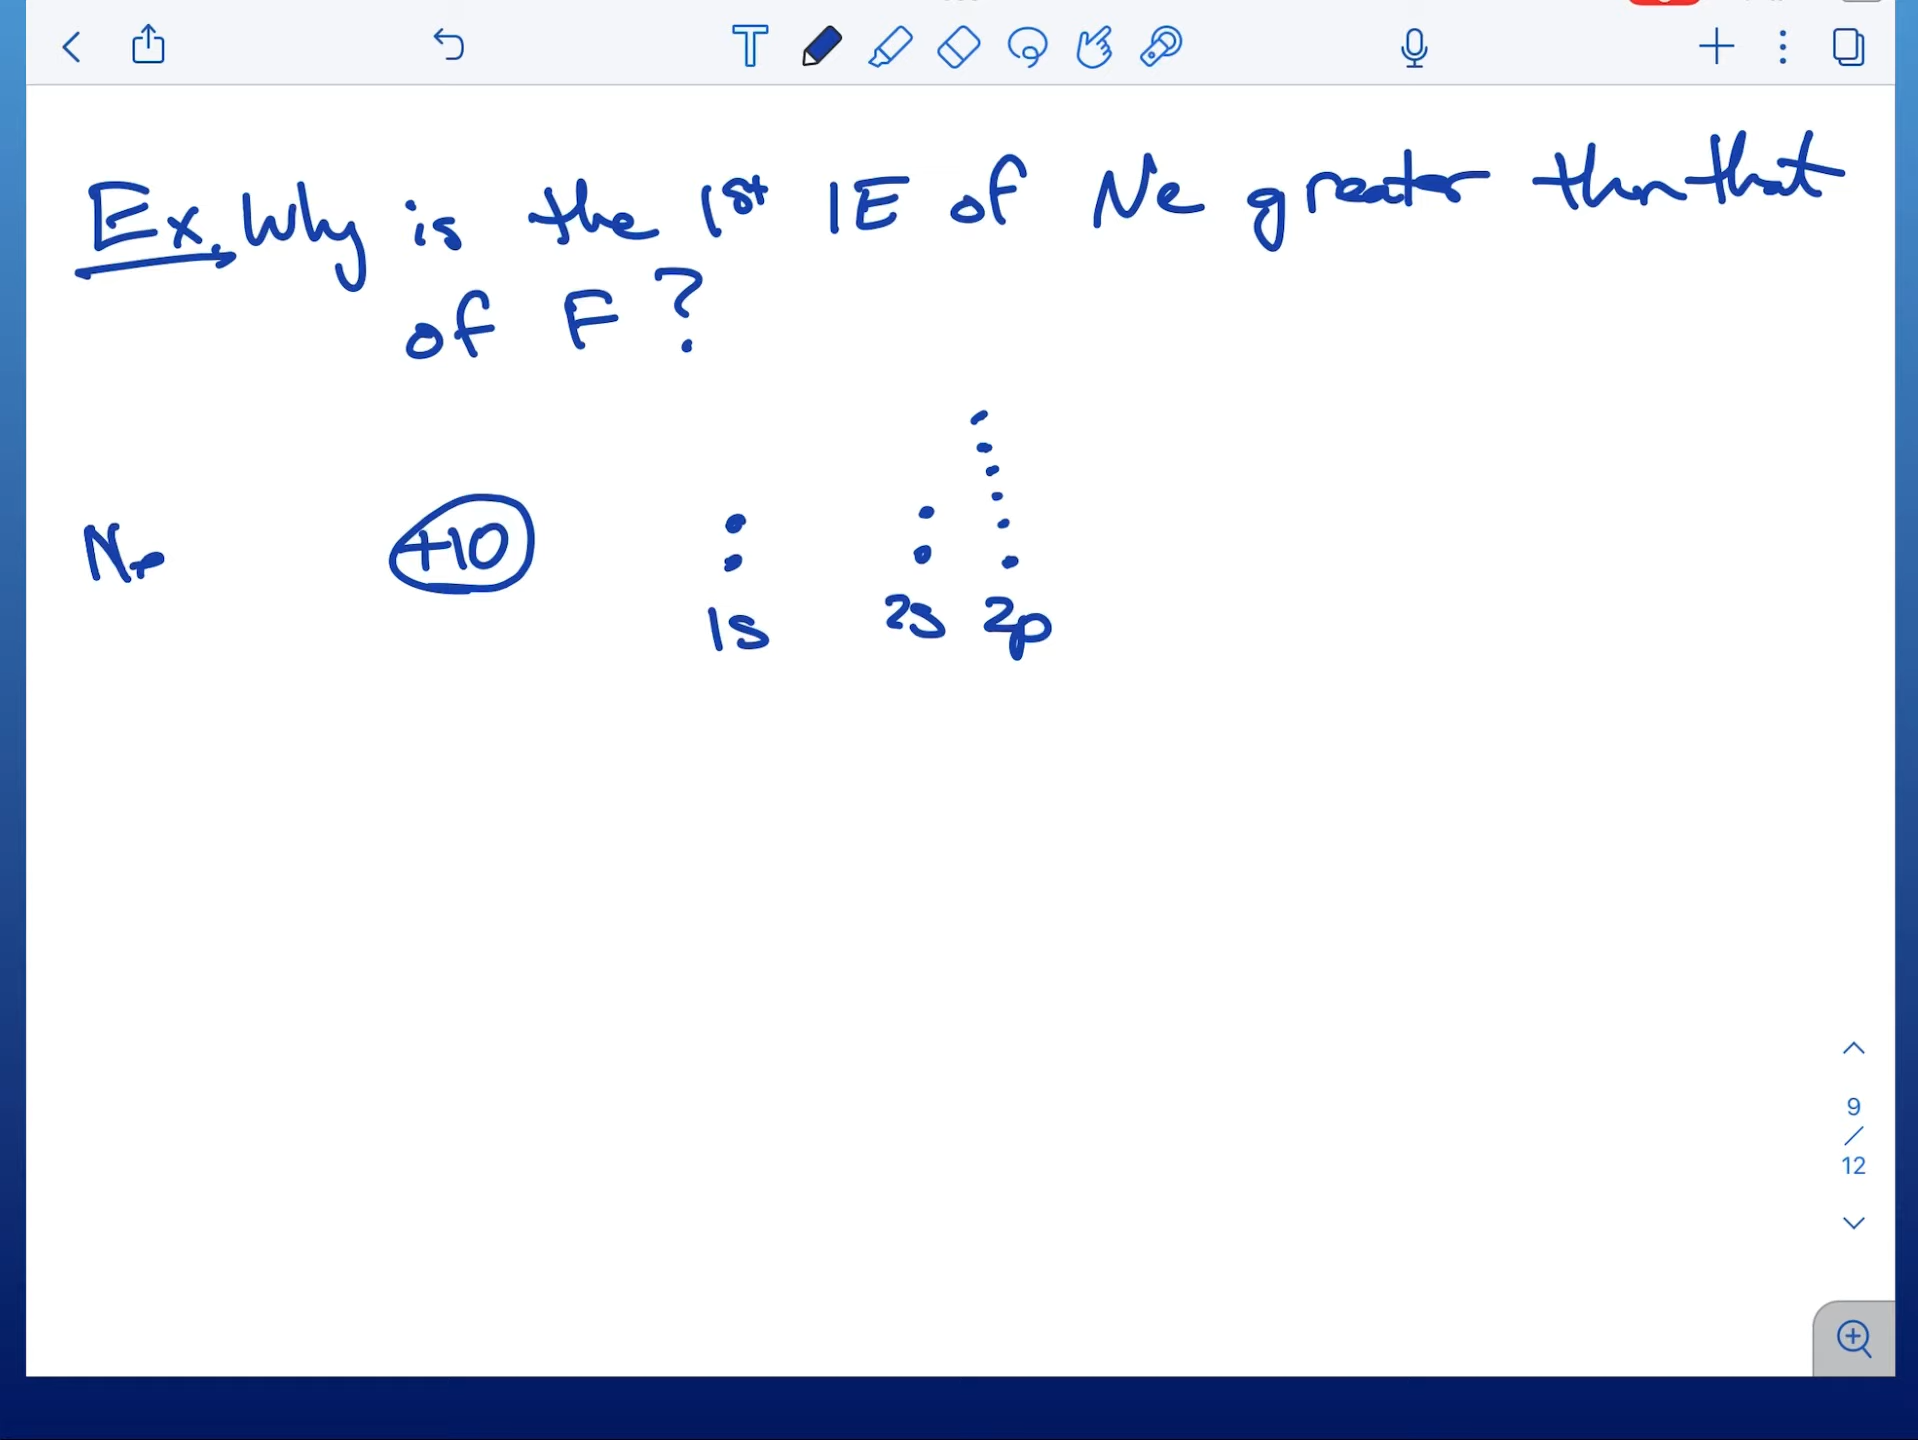 Ex. Why is the 1st IE of Ne greater than that
of F?
Ne +10
1s 2s 2p
9
/
12